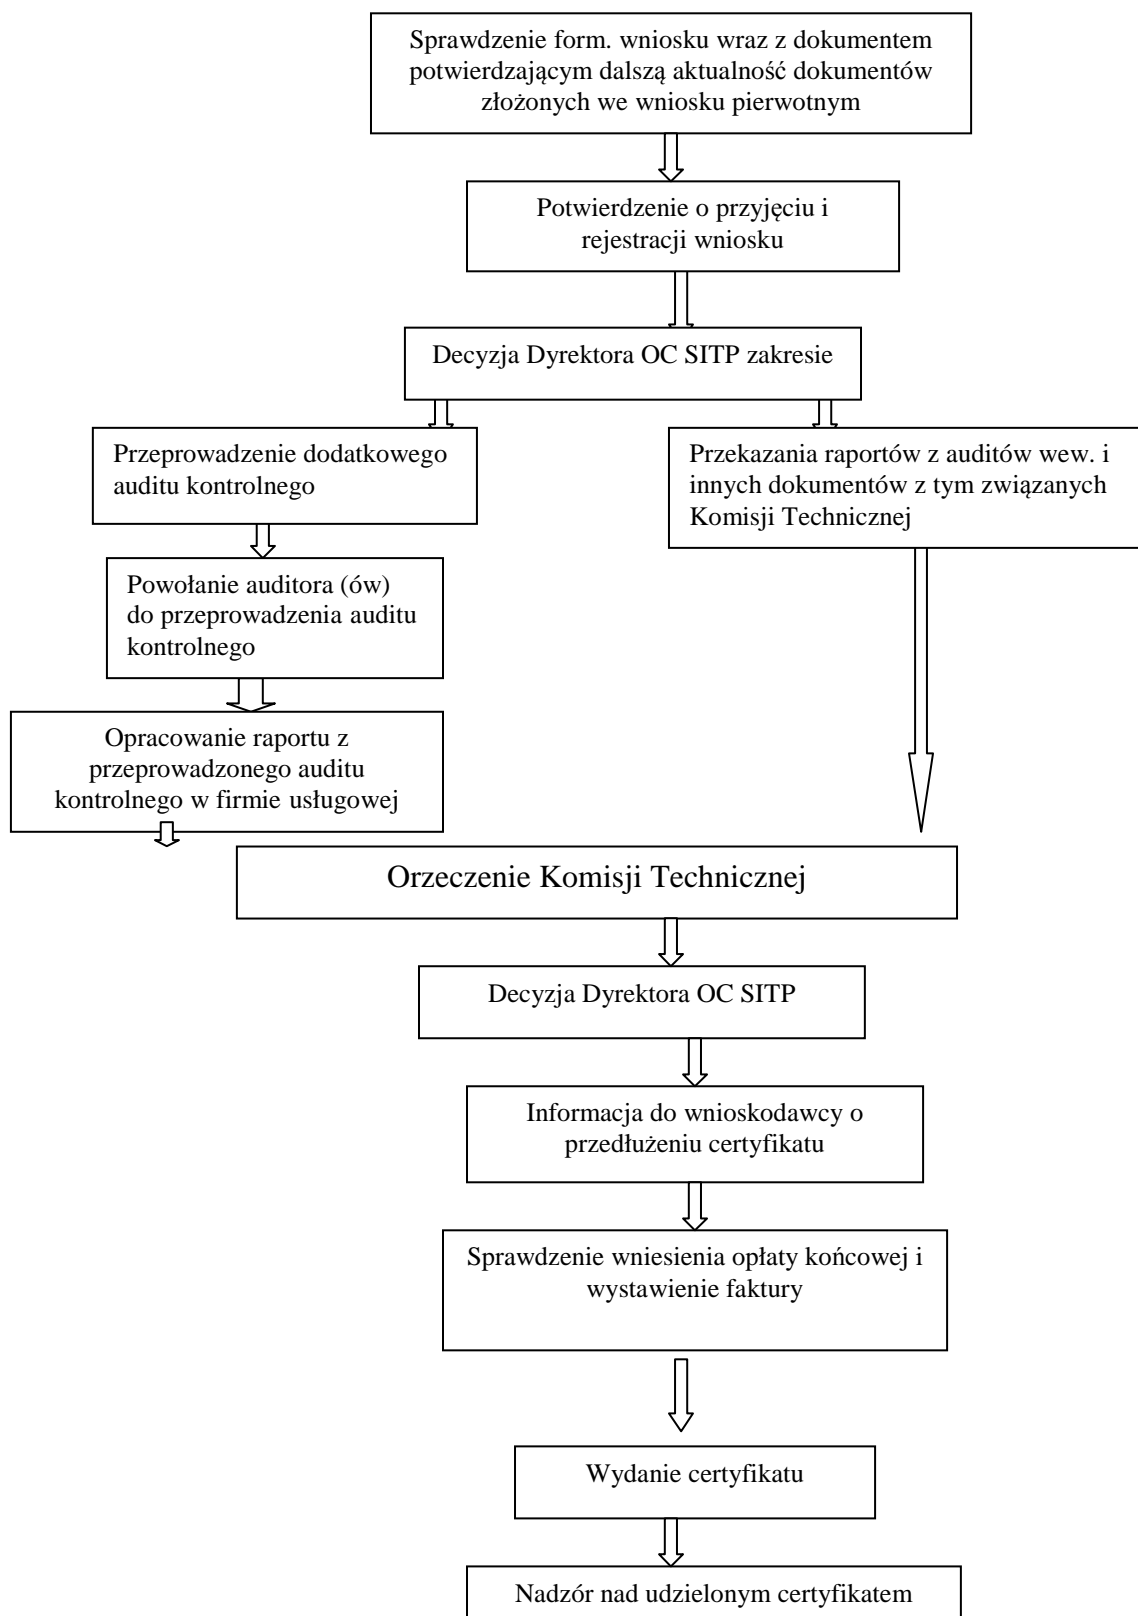 Sprawdzenie form. wniosku wraz z dokumentem
potwierdzającym dalszą aktualność dokumentów
złożonych we wniosku pierwotnym
Potwierdzenie o przyjęciu i
rejestracji wniosku
Decyzja Dyrektora OC SITP zakresie
Przeprowadzenie dodatkowego
auditu kontrolnego
Przekazania raportów z auditów wew. i
innych dokumentów z tym związanych
Komisji Technicznej
Powołanie auditora (ów)
do przeprowadzenia auditu
kontrolnego
Opracowanie raportu z
przeprowadzonego auditu
kontrolnego w firmie usługowej
Orzeczenie Komisji Technicznej
Decyzja Dyrektora OC SITP
Informacja do wnioskodawcy o
przedłużeniu certyfikatu
Sprawdzenie wniesienia opłaty końcowej i
wystawienie faktury
Wydanie certyfikatu
Nadzór nad udzielonym certyfikatem